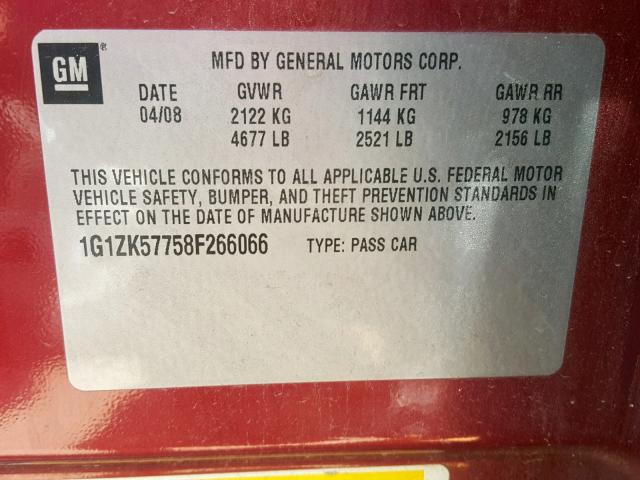 GM®
MFD BY GENERAL MOTORS CORP.
DATE GVWR GAWR FRT GAWR RR
04/08 2122 KG 1144 KG 978 KG
4677 LB 2521 LB 2156 LB
THIS VEHICLE CONFORMS TO ALL APPLICABLE U.S. FEDERAL MOTOR
VEHICLE SAFETY, BUMPER, AND THEFT PREVENTION STANDARDS IN
EFFECT ON THE DATE OF MANUFACTURE SHOWN ABOVE.
1G1ZK57758F266066 TYPE: PASS CAR